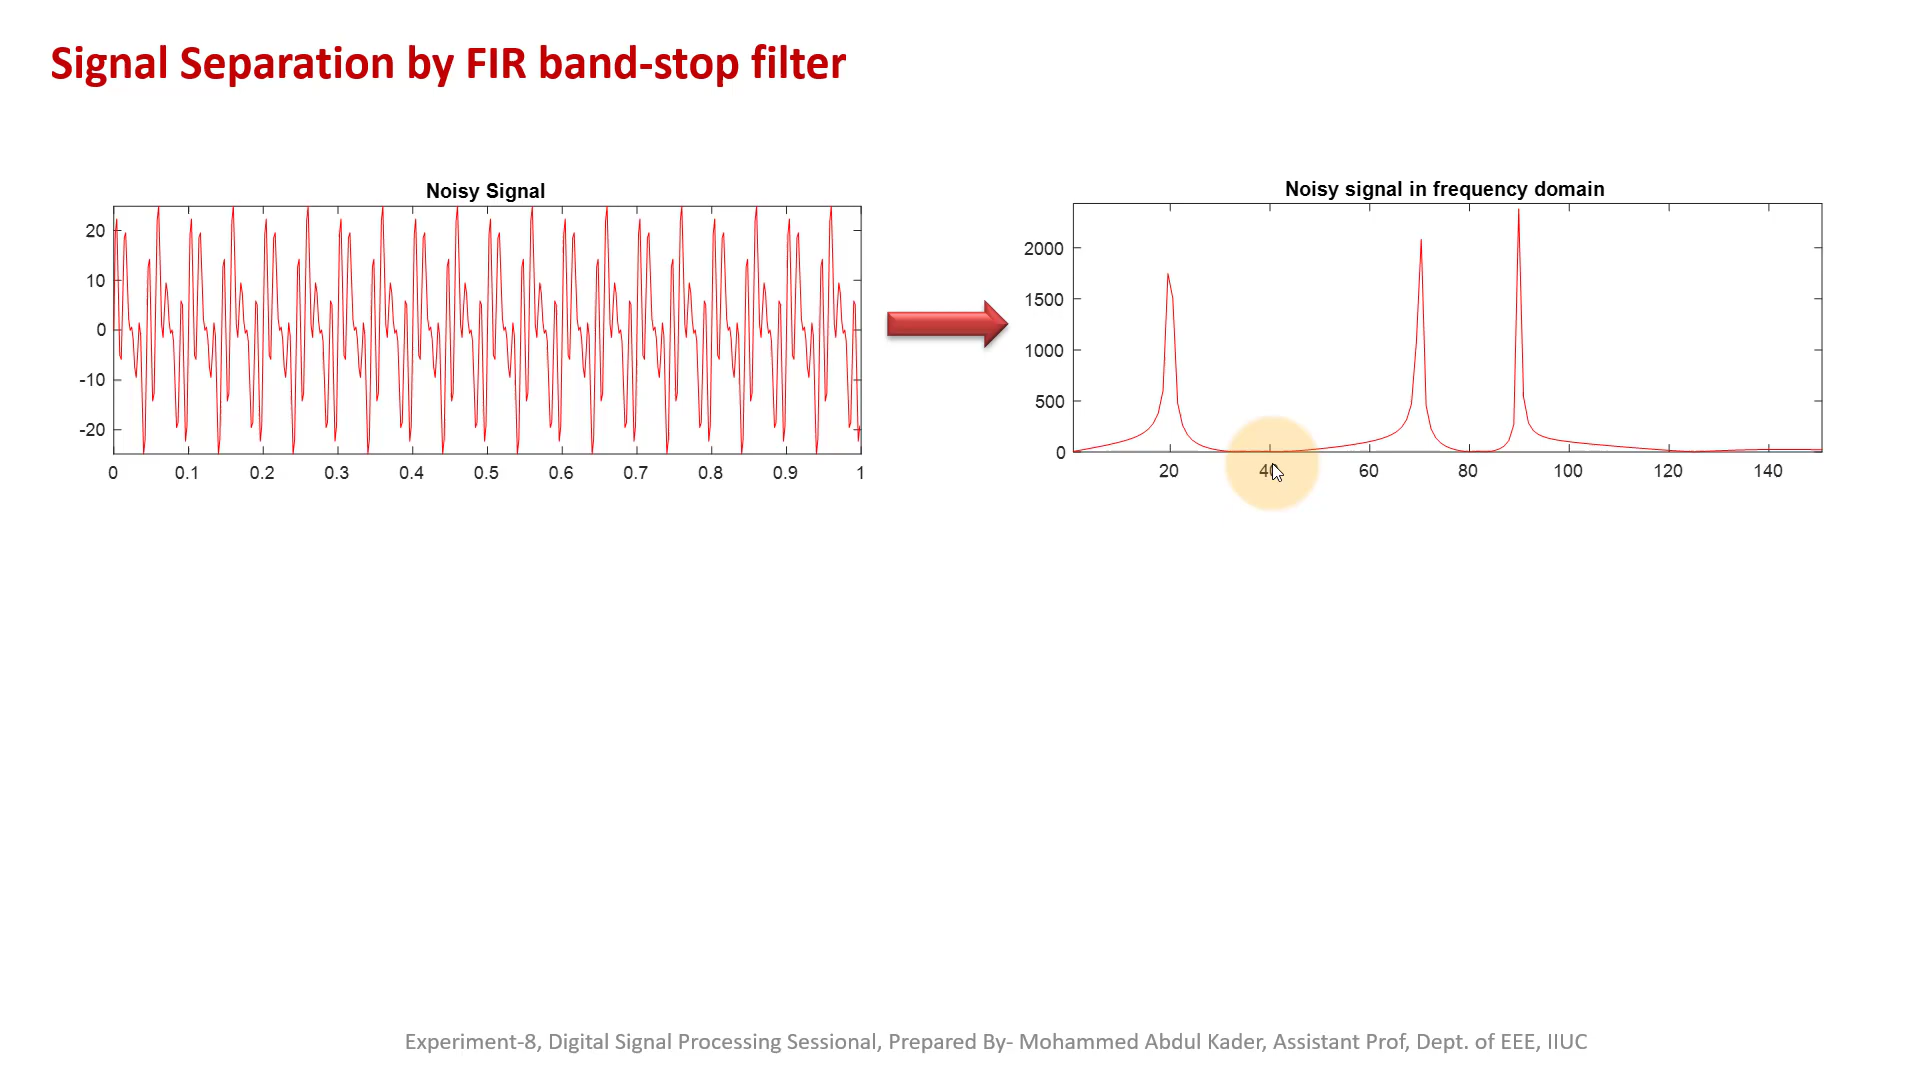 Signal Separation by FIR band-stop filter
Noisy Signal
20
10
0
-10
-20
0 0.1 0.2 0.3 0.4 0.5 0.6 0.7 0.8 0.9 1
Noisy signal in frequency domain
2000
1500
1000
500
0
20 40 60 80 100 120 140
Experiment-8, Digital Signal Processing Sessional, Prepared By- Mohammed Abdul Kader, Assistant Prof, Dept. of EEE, IIUC